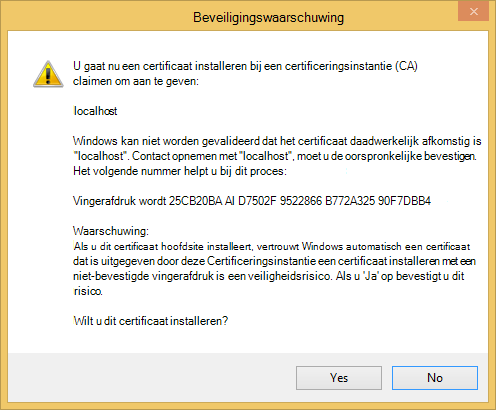 Beveiligingswaarschuwing
U gaat nu een certificaat installeren bij een certificeringsinstantie (CA)
claimen om aan te geven:
localhost
Windows kan niet worden gevalideerd dat het certificaat daadwerkelijk afkomstig is
"localhost". Contact opnemen met "localhost", moet u de oorspronkelijke bevestigen.
Het volgende nummer helpt u bij dit proces:
Vingerafdruk wordt 25CB20BA AI D7502F 9522866 B772A325 90F7DBB4
Waarschuwing:
Als u dit certificaat hoofdsite installeert, vertrouwt Windows automatisch een certificaat
dat is uitgegeven door deze Certificeringsinstantie een certificaat installeren met een
niet-bevestigde vingerafdruk is een veiligheidsrisico. Als u 'Ja' op bevestigt u dit
risico.
Wilt u dit certificaat installeren?
Yes No